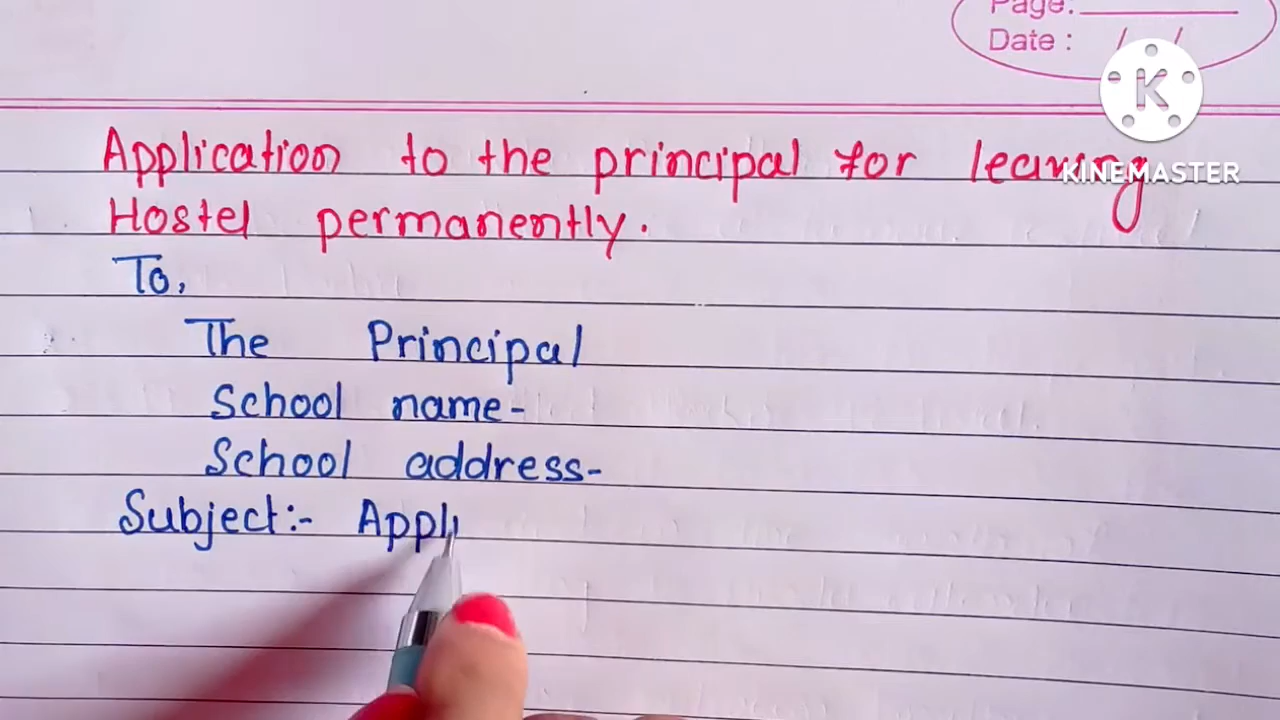 Page:
Date : / /
KINEMASTER
Application to the principal for leaving
Hostel permanently.
To,
The Principal
School name-
School address-
Subject:- Appli